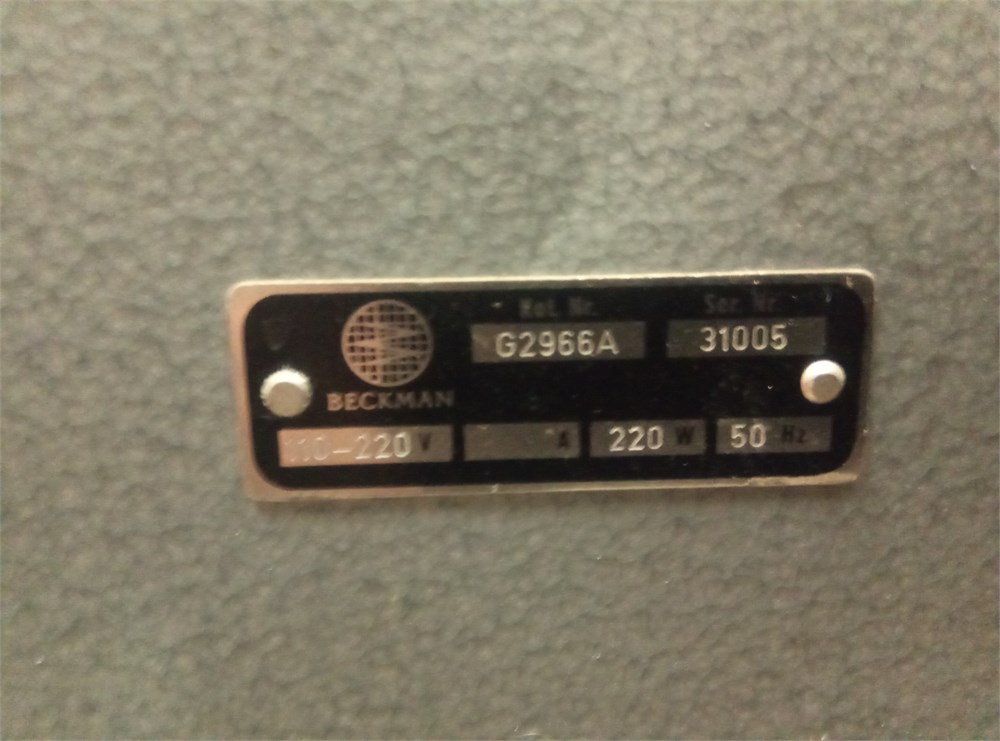 Kat. Nr. Ser. Nr.
G2966A 31005
BECKMAN
110-220 V A 220 W 50 Hz